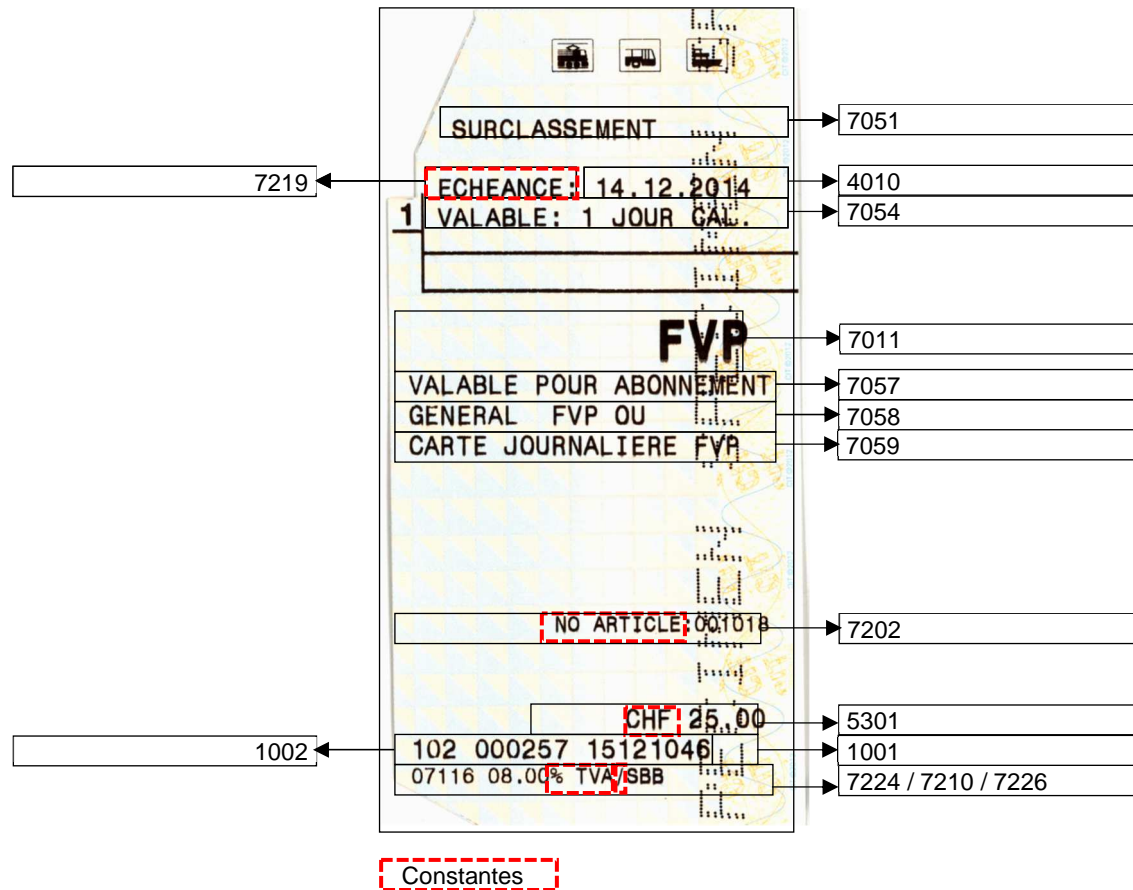 SURCLASSEMENT 7051
7219 ECHEANCE: 14.12.2014 4010
1 VALABLE: 1 JOUR CAL. 7054
FVP 7011
VALABLE POUR ABONNEMENT 7057
GENERAL FVP OU 7058
CARTE JOURNALIERE FVP 7059
NO ARTICLE:001018 7202
CHF 25.00 5301
1002 102 000257 15121046 1001
07116 08.00% TVA/SBB 7224 / 7210 / 7226
Constantes